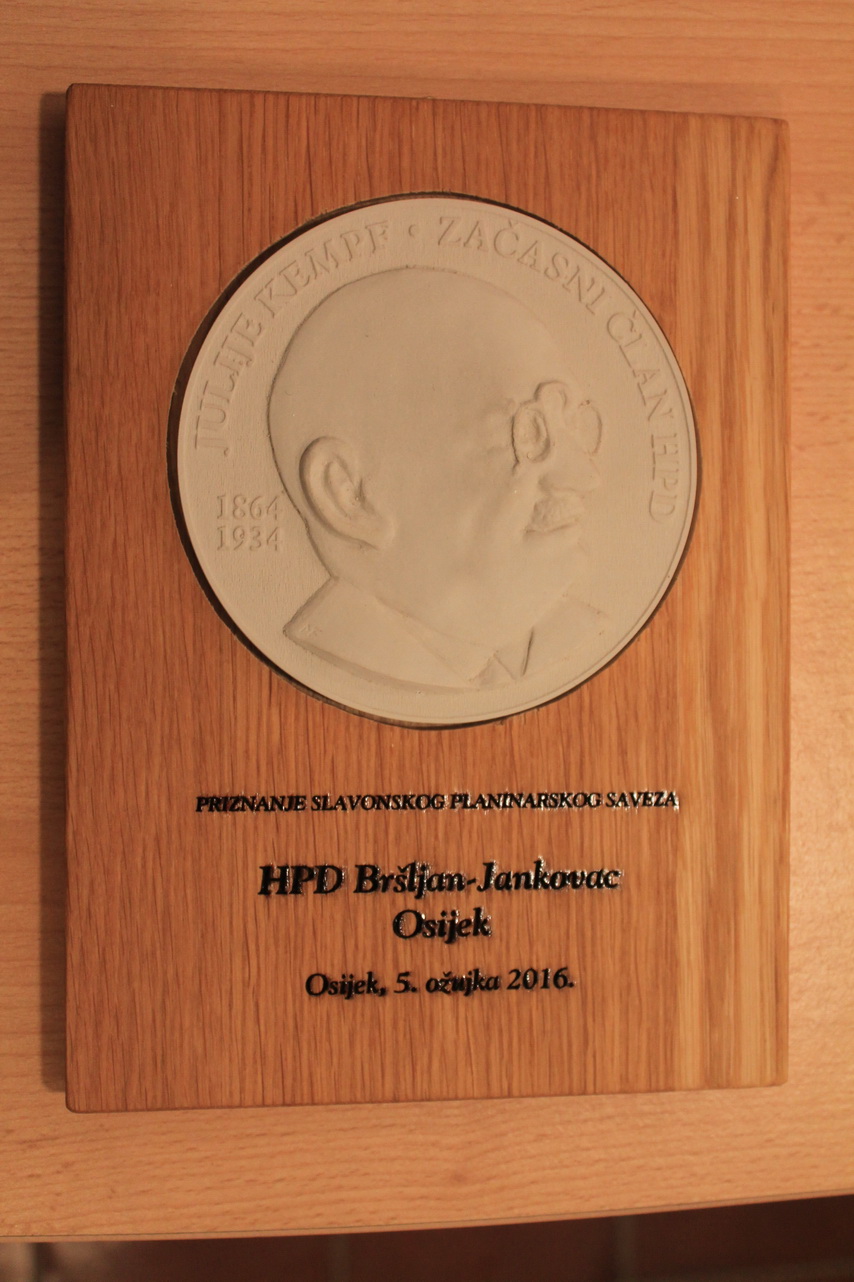 JULIJE KEMPF • ZAČASNI ČLAN HPD
1864
1934
PRIZNANJE SLAVONSKOG PLANINARSKOG SAVEZA
HPD Bršljan-Jankovac
Osijek
Osijek, 5. ožujka 2016.